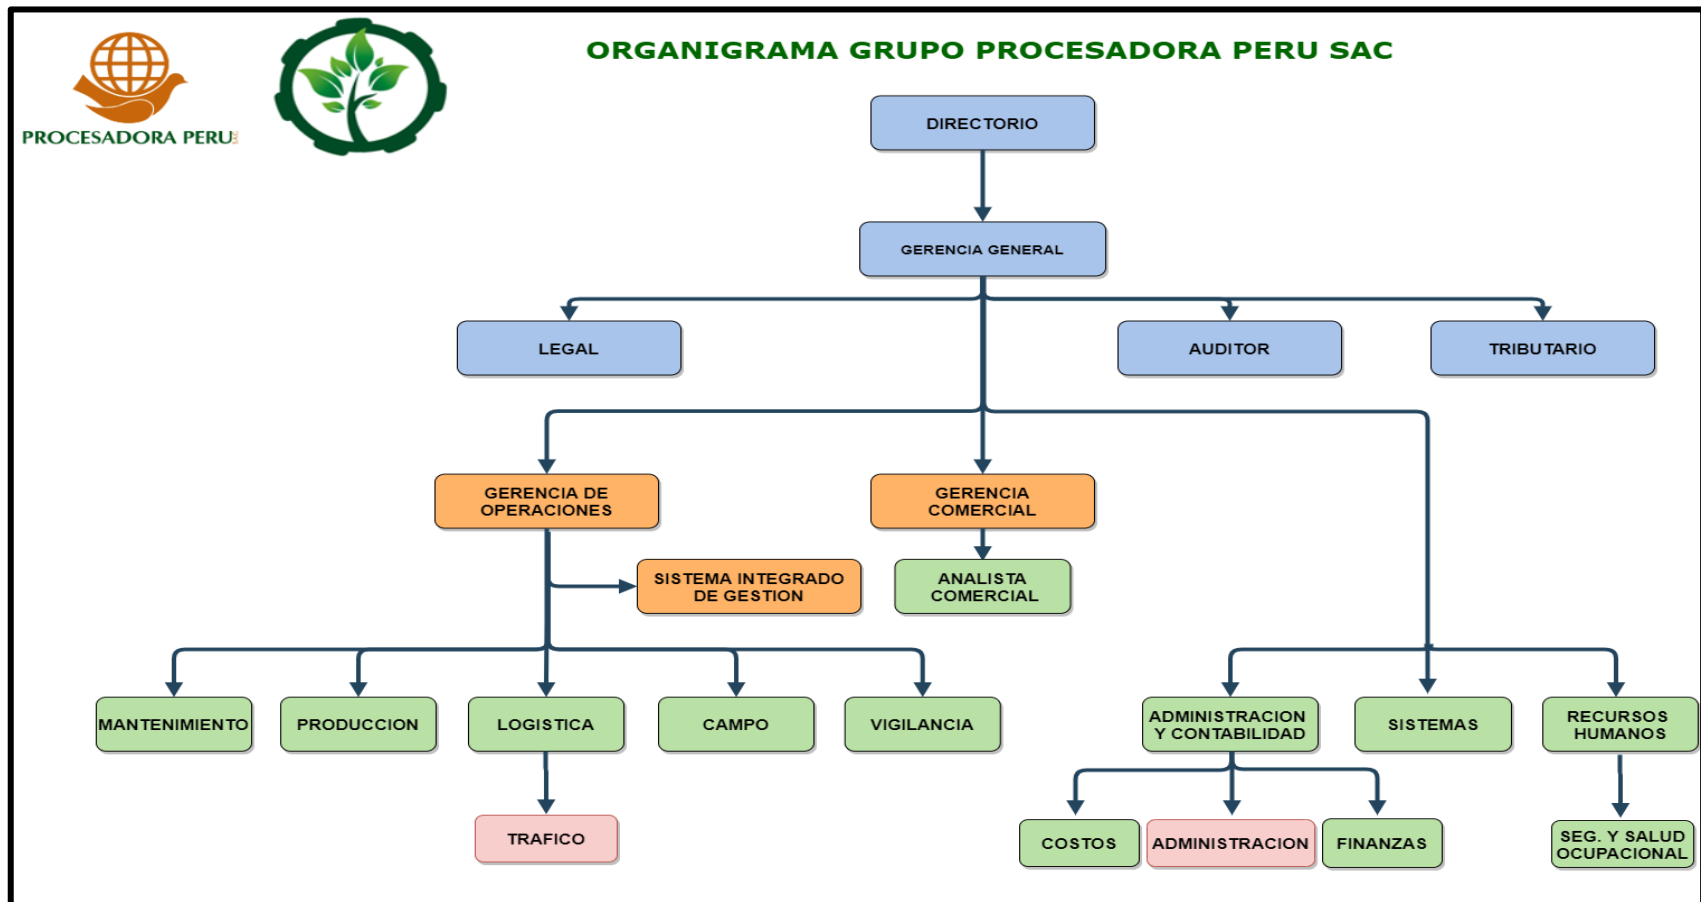 ORGANIGRAMA GRUPO PROCESADORA PERU SAC
PROCESADORA PERU SAC
DIRECTORIO
GERENCIA GENERAL
LEGAL
AUDITOR
TRIBUTARIO
GERENCIA DE
OPERACIONES
GERENCIA
COMERCIAL
SISTEMA INTEGRADO
DE GESTION
ANALISTA
COMERCIAL
MANTENIMIENTO
PRODUCCION
LOGISTICA
CAMPO
VIGILANCIA
ADMINISTRACION
Y CONTABILIDAD
SISTEMAS
RECURSOS
HUMANOS
TRAFICO
COSTOS
ADMINISTRACION
FINANZAS
SEG. Y SALUD
OCUPACIONAL